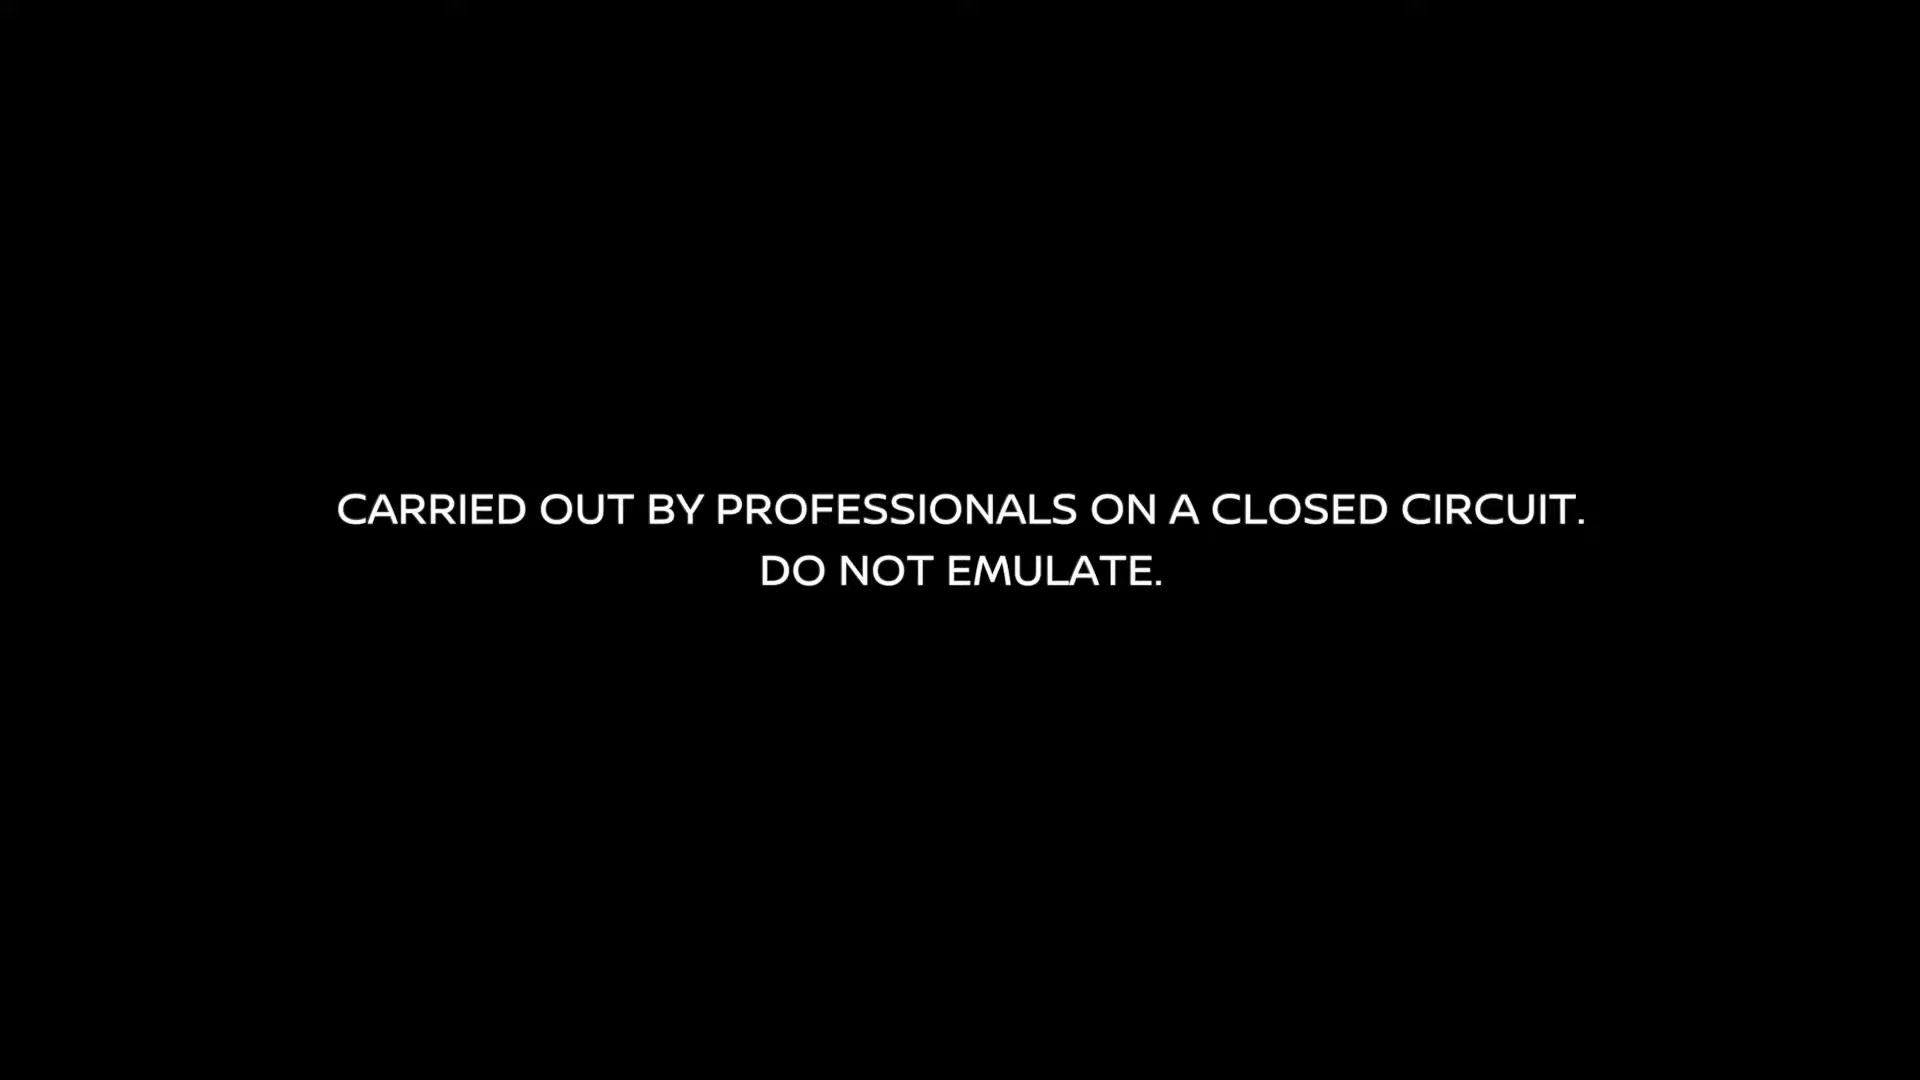 CARRIED OUT BY PROFESSIONALS ON A CLOSED CIRCUIT.
DO NOT EMULATE.